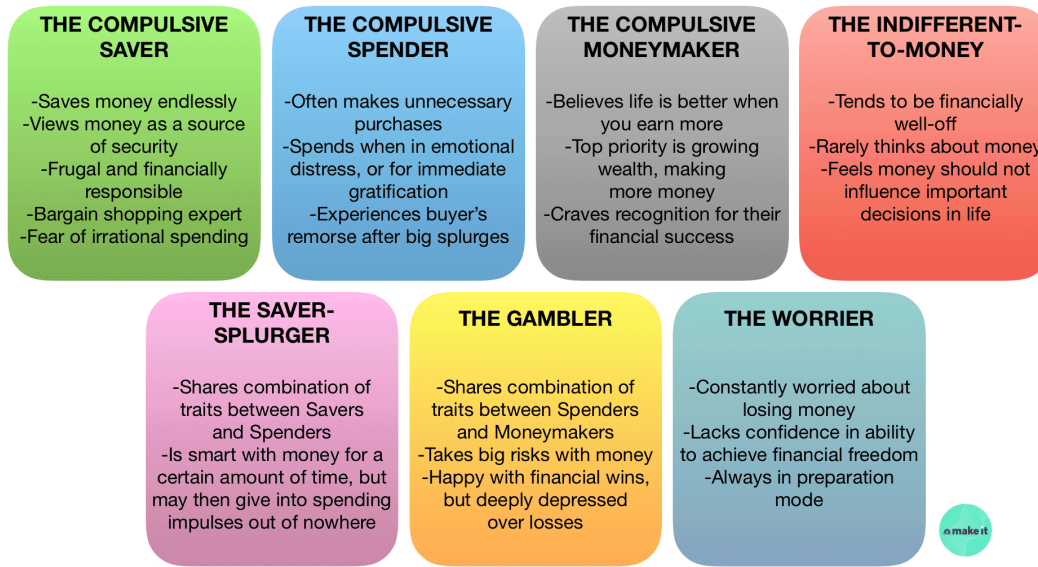 THE COMPULSIVE
SAVER
-Saves money endlessly
-Views money as a source
of security
-Frugal and financially
responsible
-Bargain shopping expert
-Fear of irrational spending
THE COMPULSIVE
SPENDER
-Often makes unnecessary
purchases
-Spends when in emotional
distress, or for immediate
gratification
-Experiences buyer's
remorse after big splurges
THE COMPULSIVE
MONEYMAKER
-Believes life is better when
you earn more
-Top priority is growing
wealth, making
more money
-Craves recognition for their
financial success
THE INDIFFERENT-
TO-MONEY
-Tends to be financially
well-off
-Rarely thinks about money
-Feels money should not
influence important
decisions in life
THE SAVER-
SPLURGER
-Shares combination of
traits between Savers
and Spenders
-Is smart with money for a
certain amount of time, but
may then give into spending
impulses out of nowhere
THE GAMBLER
-Shares combination of
traits between Spenders
and Moneymakers
-Takes big risks with money
-Happy with financial wins,
but deeply depressed
over losses
THE WORRIER
-Constantly worried about
losing money
-Lacks confidence in ability
to achieve financial freedom
-Always in preparation
mode
make it